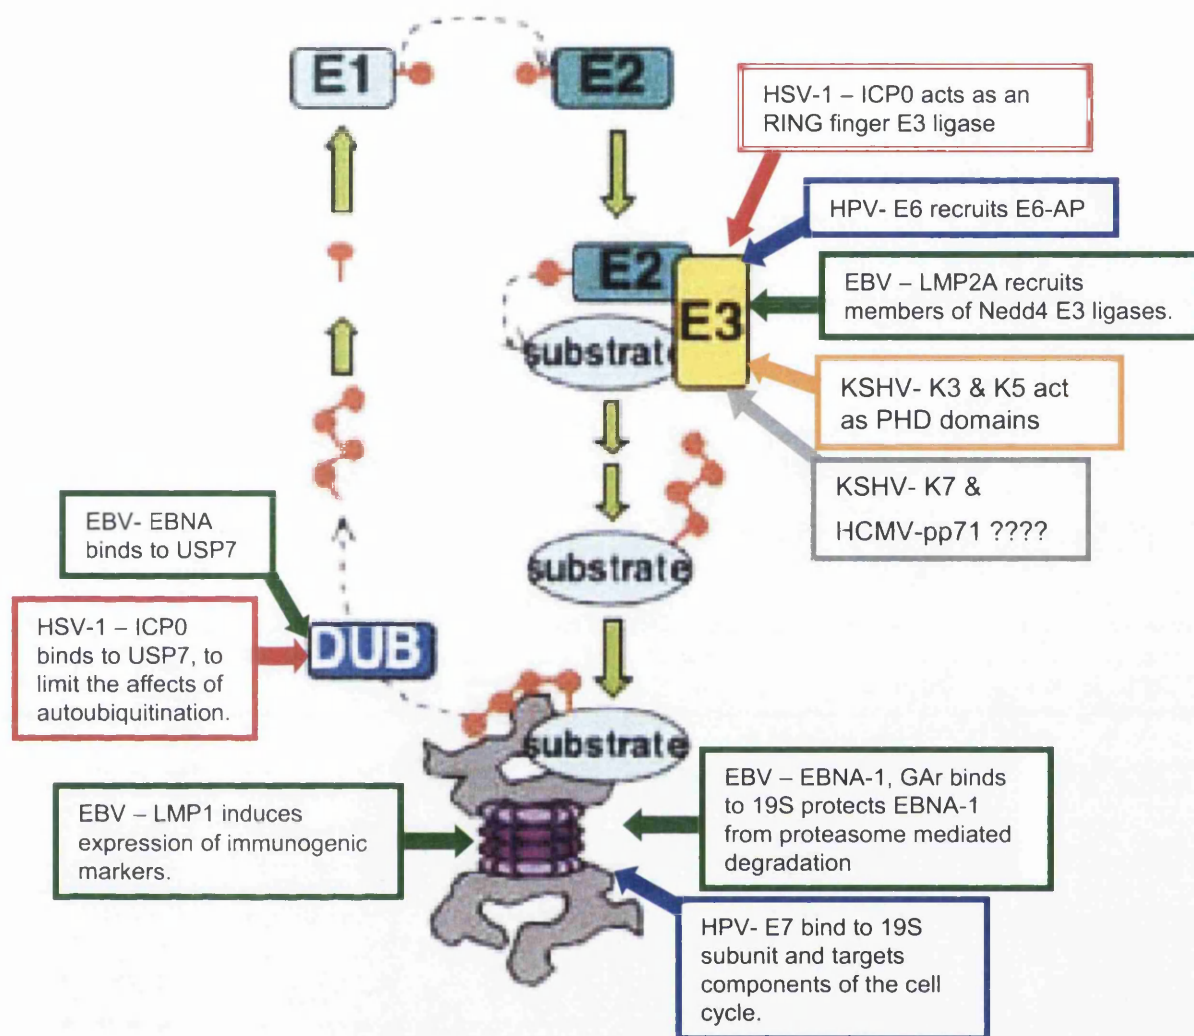 E1
E2
HSV-1 – ICP0 acts as an
RING finger E3 ligase
HPV- E6 recruits E6-AP
E2
E3
substrate
EBV – LMP2A recruits
members of Nedd4 E3 ligases.
KSHV- K3 & K5 act
as PHD domains
KSHV- K7 &
HCMV-pp71 ????
EBV- EBNA
binds to USP7
substrate
HSV-1 – ICP0
binds to USP7, to
limit the affects of
autoubiquitination.
DUB
substrate
EBV – LMP1 induces
expression of immunogenic
markers.
EBV – EBNA-1, GAr binds
to 19S protects EBNA-1
from proteasome mediated
degradation
HPV- E7 bind to 19S
subunit and targets
components of the cell
cycle.